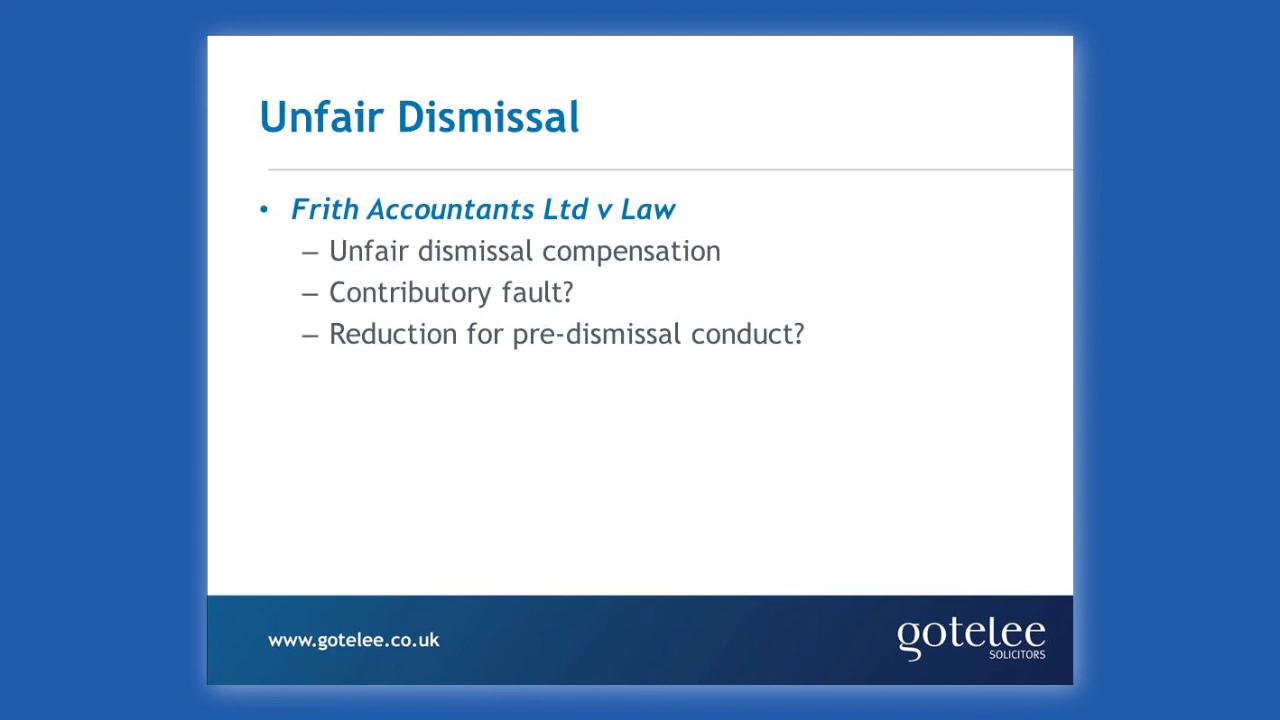 Unfair Dismissal
• Frith Accountants Ltd v Law
– Unfair dismissal compensation
– Contributory fault?
– Reduction for pre-dismissal conduct?
www.gotelee.co.uk
gotelee
SOLICITORS